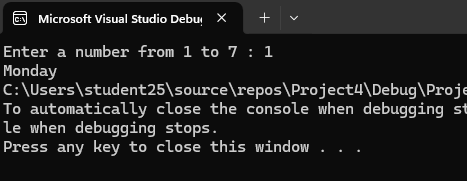 Microsoft Visual Studio Debu
Enter a number from 1 to 7 : 1
Monday
C:\Users\student25\source\repos\Project4\Debug\Proje
To automatically close the console when debugging st
le when debugging stops.
Press any key to close this window . . .